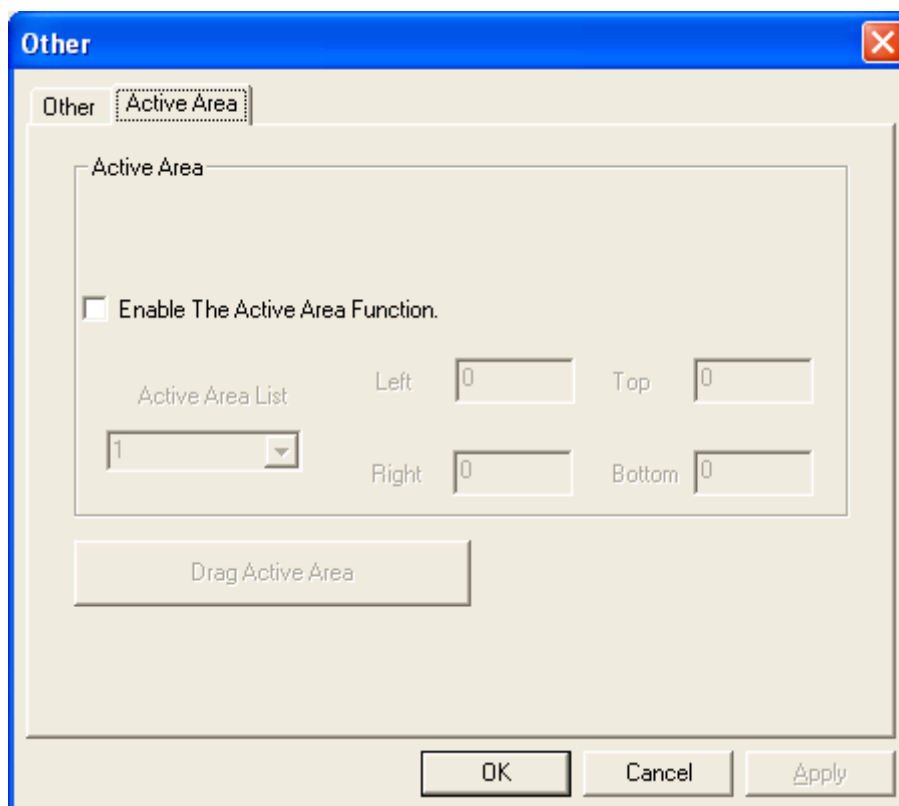 Other
Other Active Area
Active Area
Enable The Active Area Function.
Active Area List
1
Left 0 Top 0
Right 0 Bottom 0
Drag Active Area
OK Cancel Apply